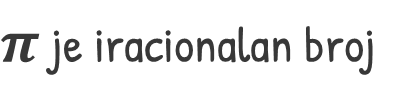 π je iracionalan broj